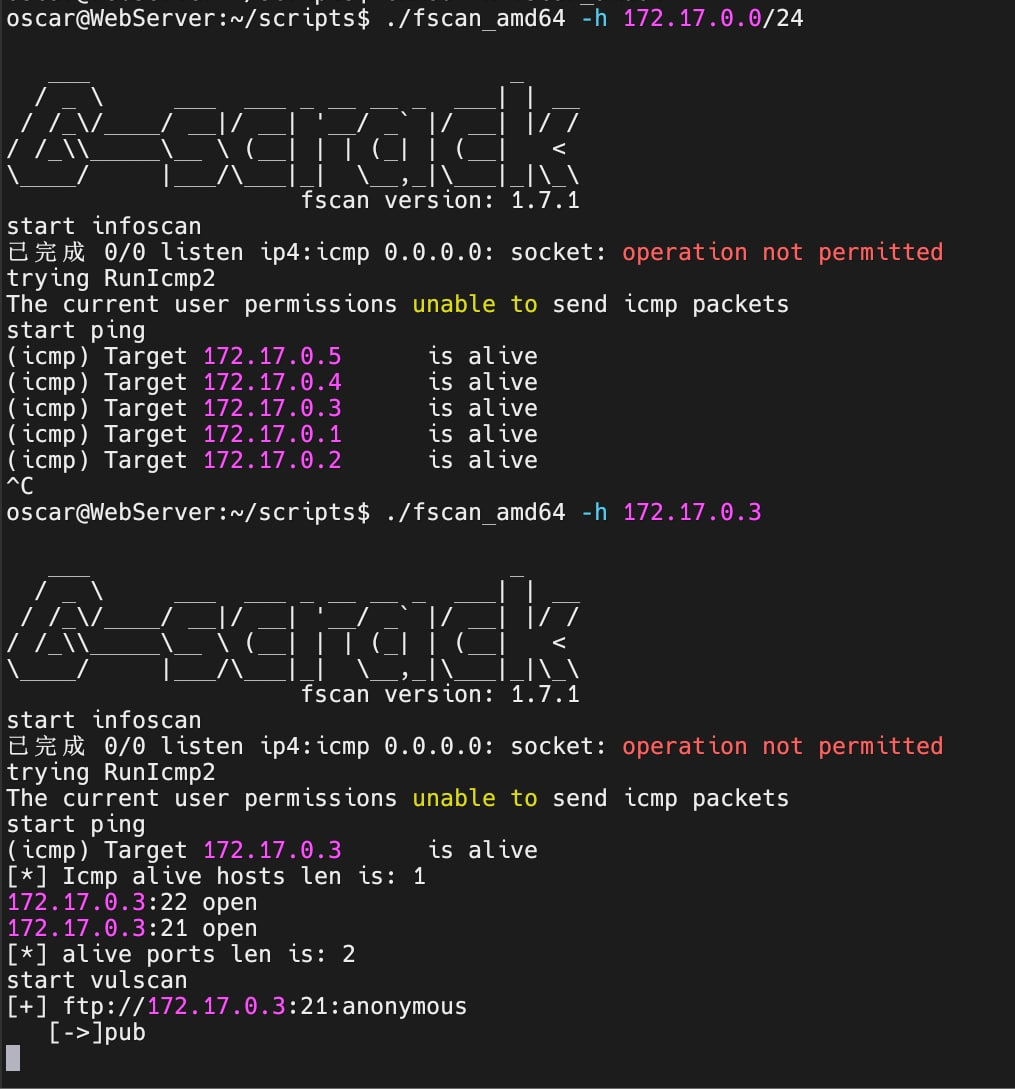 oscar@WebServer:~/scripts$ ./fscan_amd64 -h 172.17.0.0/24
   ___                              _
  / _ \     ___  ___ _ __ __ _  ___| | __
 / /_\/____/ __|/ __| '__/ _` |/ __| |/ /
/ /_\\_____\__ \ (__| | | (_| | (__|   <
\____/     |___/\___|_|  \__,_|\___|_|\_\
                     fscan version: 1.7.1
start infoscan
已完成 0/0 listen ip4:icmp 0.0.0.0: socket: operation not permitted
trying RunIcmp2
The current user permissions unable to send icmp packets
start ping
(icmp) Target 172.17.0.5      is alive
(icmp) Target 172.17.0.4      is alive
(icmp) Target 172.17.0.3      is alive
(icmp) Target 172.17.0.1      is alive
(icmp) Target 172.17.0.2      is alive
^C
oscar@WebServer:~/scripts$ ./fscan_amd64 -h 172.17.0.3
   ___                              _
  / _ \     ___  ___ _ __ __ _  ___| | __
 / /_\/____/ __|/ __| '__/ _` |/ __| |/ /
/ /_\\_____\__ \ (__| | | (_| | (__|   <
\____/     |___/\___|_|  \__,_|\___|_|\_\
                     fscan version: 1.7.1
start infoscan
已完成 0/0 listen ip4:icmp 0.0.0.0: socket: operation not permitted
trying RunIcmp2
The current user permissions unable to send icmp packets
start ping
(icmp) Target 172.17.0.3      is alive
[*] Icmp alive hosts len is: 1
172.17.0.3:22 open
172.17.0.3:21 open
[*] alive ports len is: 2
start vulscan
[+] ftp://172.17.0.3:21:anonymous
   [->]pub